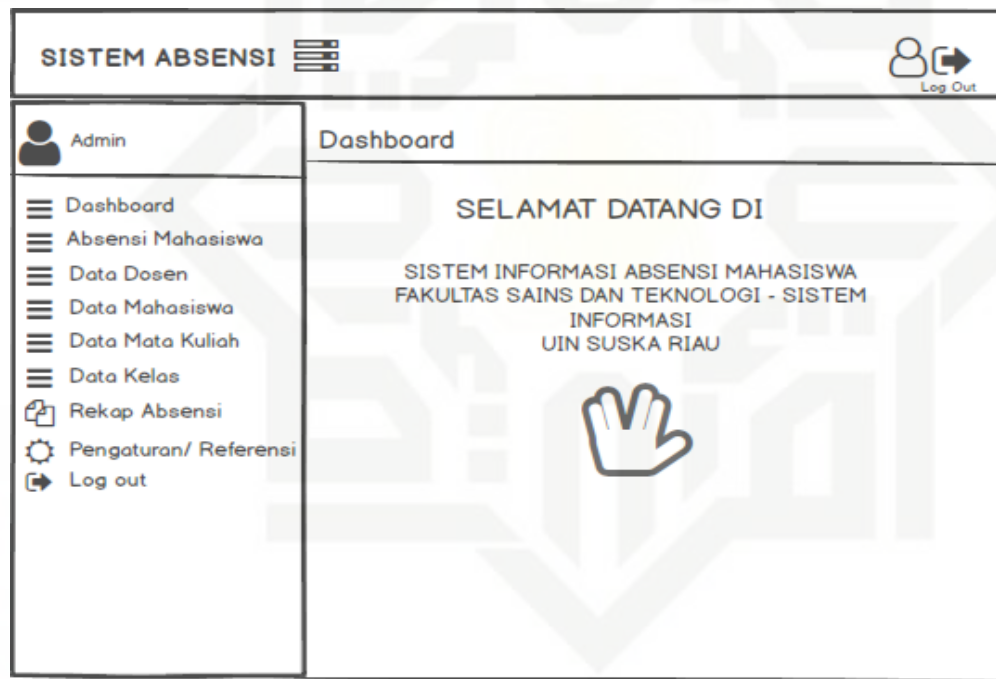 SISTEM ABSENSI
Log Out
Admin
Dashboard
Absensi Mahasiswa
Data Dosen
Data Mahasiswa
Data Mata Kuliah
Data Kelas
Rekap Absensi
Pengaturan/ Referensi
Log out
Dashboard
SELAMAT DATANG DI
SISTEM INFORMASI ABSENSI MAHASISWA
FAKULTAS SAINS DAN TEKNOLOGI - SISTEM
INFORMASI
UIN SUSKA RIAU